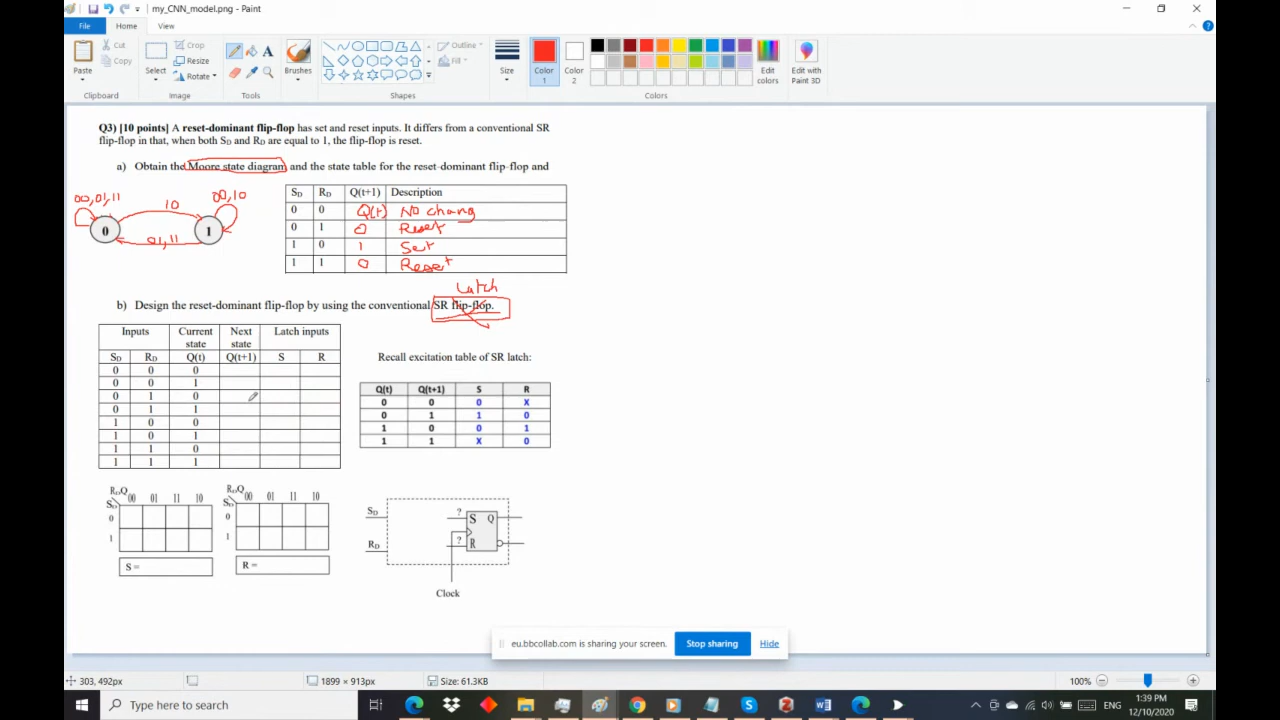 my_CNN_model.png - Paint
File Home View
Paste Cut Copy Clipboard
Select Crop Resize Rotate Image
Tools
Brushes
Shapes Outline Fill
Size
Color 1 Color 2 Colors
Edit colors
Edit with Paint 3D
Q3) [10 points] A reset-dominant flip-flop has set and reset inputs. It differs from a conventional SR
flip-flop in that, when both SD and RD are equal to 1, the flip-flop is reset.
a) Obtain the Moore state diagram and the state table for the reset-dominant flip-flop and
00,01,11 10 00,10
0 1
01,11
SD RD Q(t+1) Description
0 0 Q(t) No chang
0 1 0 Reset
1 0 1 Set
1 1 0 Reset
Latch
b) Design the reset-dominant flip-flop by using the conventional SR flip-flop.
Inputs Current state Next state Latch inputs
SD RD Q(t) Q(t+1) S R
0 0 0
0 0 1
0 1 0
0 1 1
1 0 0
1 0 1
1 1 0
1 1 1
Recall excitation table of SR latch:
Q(t) Q(t+1) S R
0 0 0 X
0 1 1 0
1 0 0 1
1 1 X 0
RDQ 00 01 11 10
SD
0
1
S =
RDQ 00 01 11 10
SD
0
1
R =
SD ? S Q
RD ? R
Clock
eu.bbcollab.com is sharing your screen. Stop sharing Hide
303, 492px 1899 × 913px Size: 61.3KB 100%
Type here to search
1:39 PM
12/10/2020